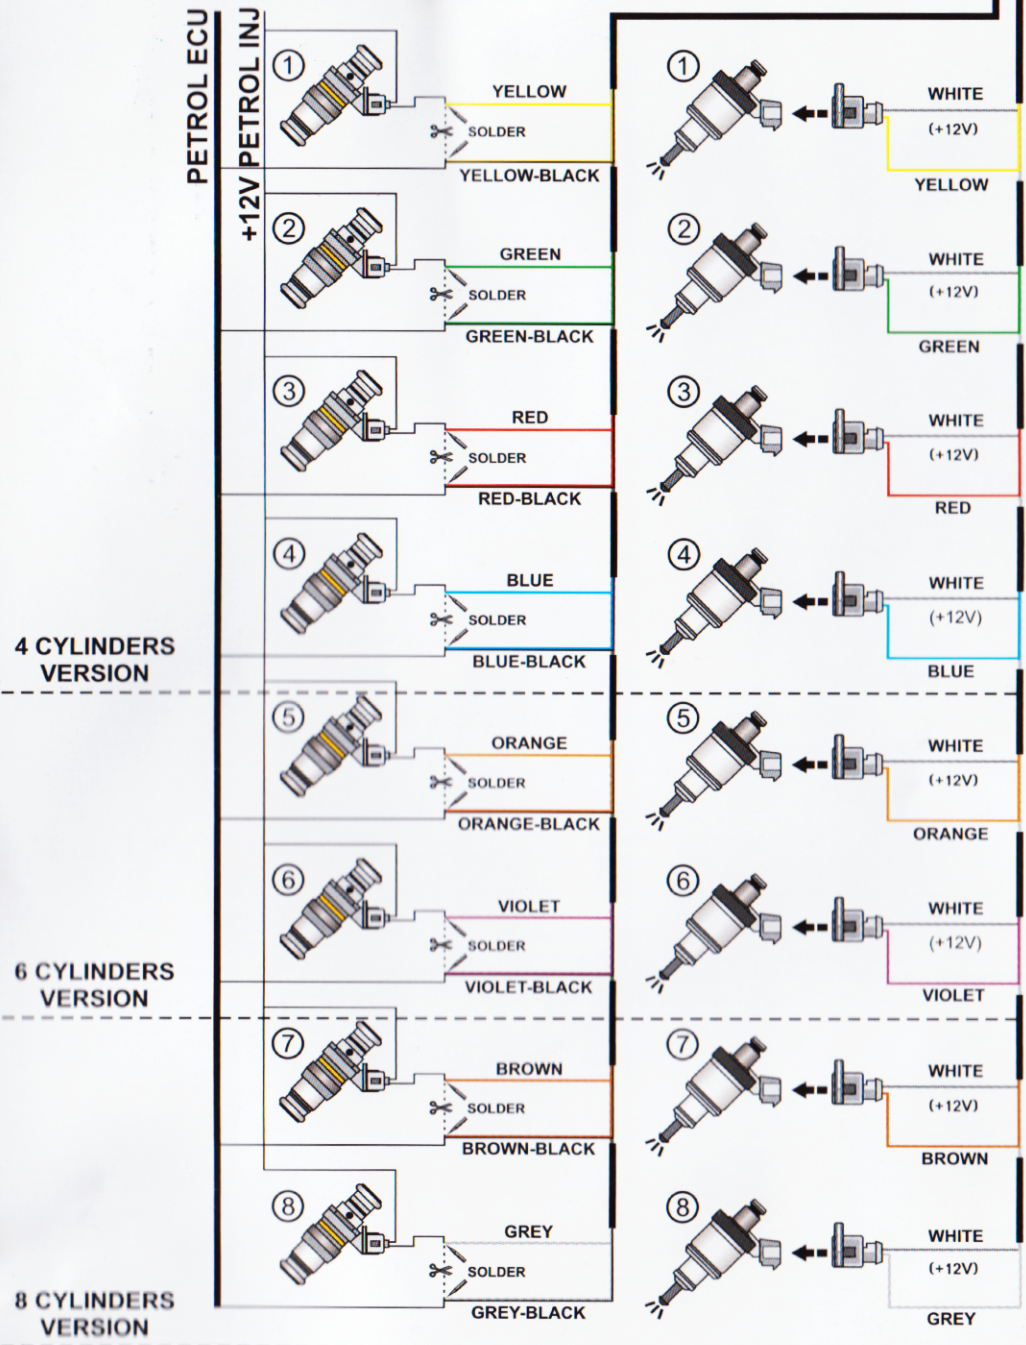 PETROL ECU
+12V PETROL INJ
1
YELLOW
SOLDER
YELLOW-BLACK
1
WHITE
(+12V)
YELLOW
2
GREEN
SOLDER
GREEN-BLACK
2
WHITE
(+12V)
GREEN
3
RED
SOLDER
RED-BLACK
3
WHITE
(+12V)
RED
4
BLUE
SOLDER
BLUE-BLACK
4
WHITE
(+12V)
BLUE
4 CYLINDERS
VERSION
5
ORANGE
SOLDER
ORANGE-BLACK
5
WHITE
(+12V)
ORANGE
6
VIOLET
SOLDER
VIOLET-BLACK
6
WHITE
(+12V)
VIOLET
6 CYLINDERS
VERSION
7
BROWN
SOLDER
BROWN-BLACK
7
WHITE
(+12V)
BROWN
8
GREY
SOLDER
GREY-BLACK
8
WHITE
(+12V)
GREY
8 CYLINDERS
VERSION